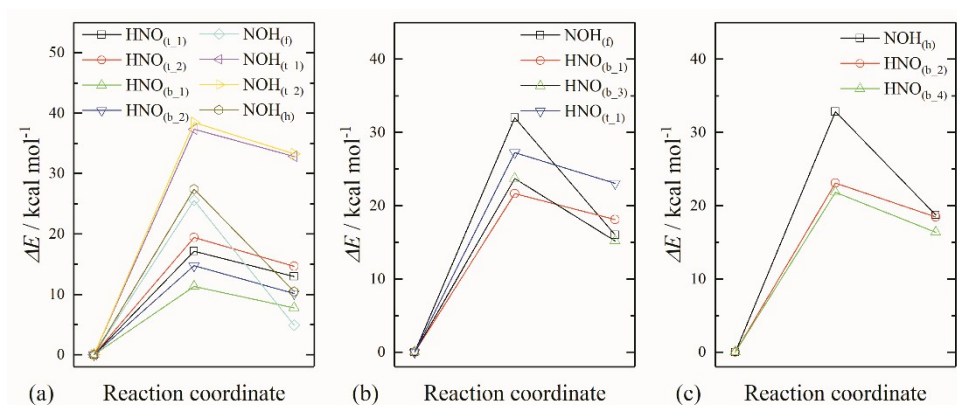 HNO(t_1) NOH(f)
HNO(t_2) NOH(t_1)
HNO(b_1) NOH(t_2)
HNO(b_2) NOH(h)
50
40
30
20
10
0
ΔE / kcal mol-1
(a) Reaction coordinate
NOH(f)
HNO(b_1)
HNO(b_3)
HNO(t_1)
40
30
20
10
0
ΔE / kcal mol-1
(b) Reaction coordinate
NOH(h)
HNO(b_2)
HNO(b_4)
40
30
20
10
0
ΔE / kcal mol-1
(c) Reaction coordinate